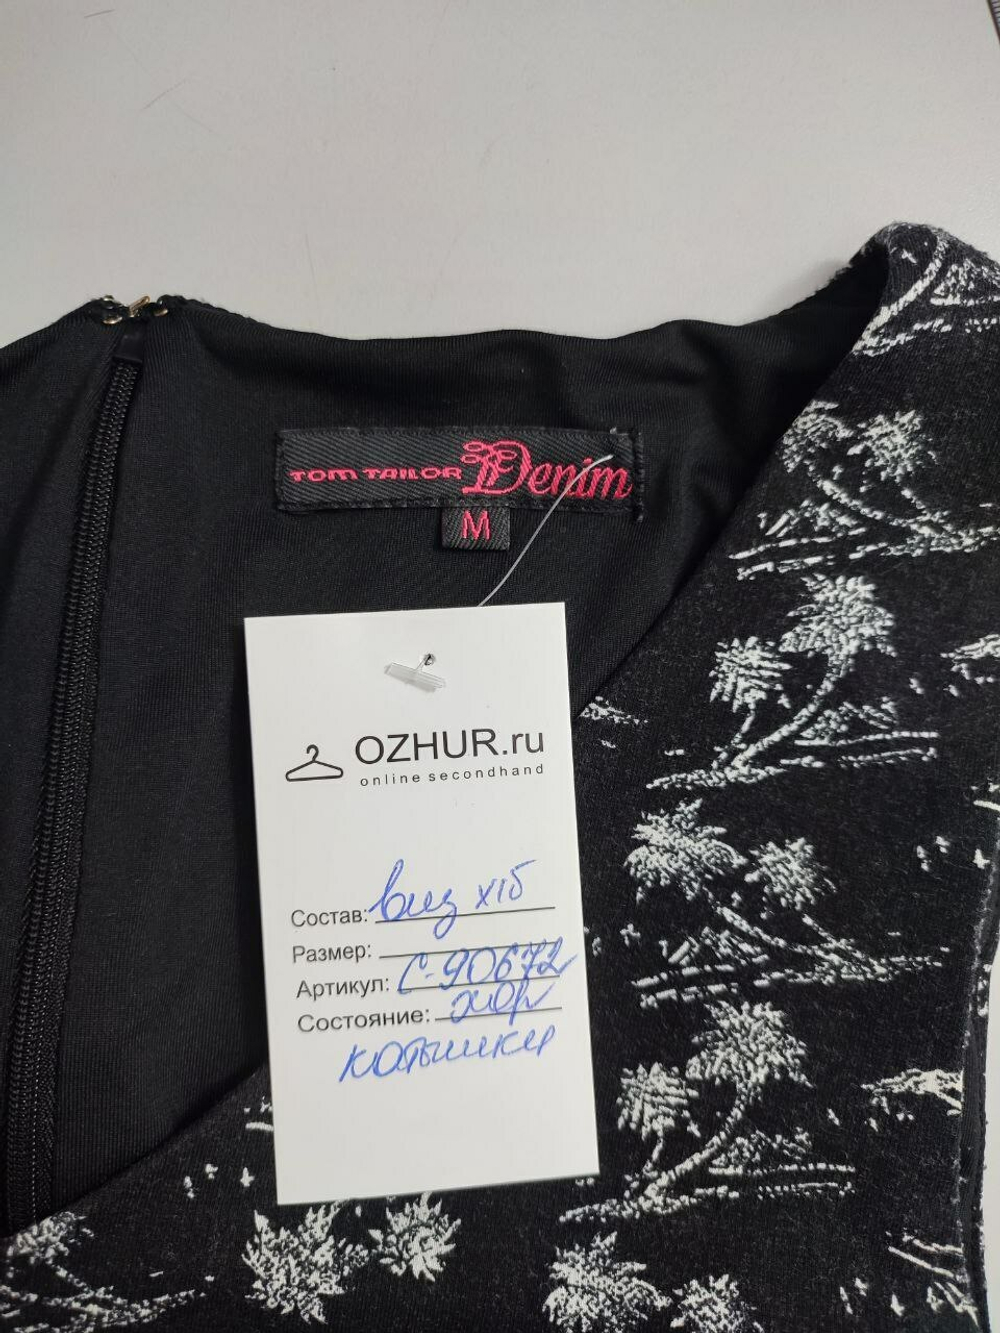 TOM TAILOR Denim
M
OZHUR.ru
online secondhand
Состав: виз х/б
Размер:
Артикул: С-90672
Состояние: хор
катышки